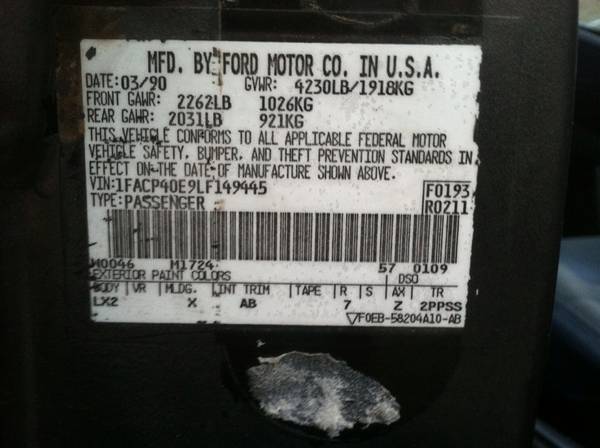 MFD. BY FORD MOTOR CO. IN U.S.A.
DATE: 03/90 GVWR: 4230LB/1918KG
FRONT GAWR: 2262LB 1026KG
REAR GAWR: 2031LB 921KG
THIS VEHICLE CONFORMS TO ALL APPLICABLE FEDERAL MOTOR
VEHICLE SAFETY, BUMPER, AND THEFT PREVENTION STANDARDS IN
EFFECT ON THE DATE OF MANUFACTURE SHOWN ABOVE.
VIN: 1FACP40E9LF149445 F0193
TYPE: PASSENGER R0211
M0046 M1724 57 0109
EXTERIOR PAINT COLORS DSO
BODY VR MLDG. INT TRIM TAPE R S AX TR
LX2 X AB 7 Z 2PPSS
▽F0EB-58204A10-AB